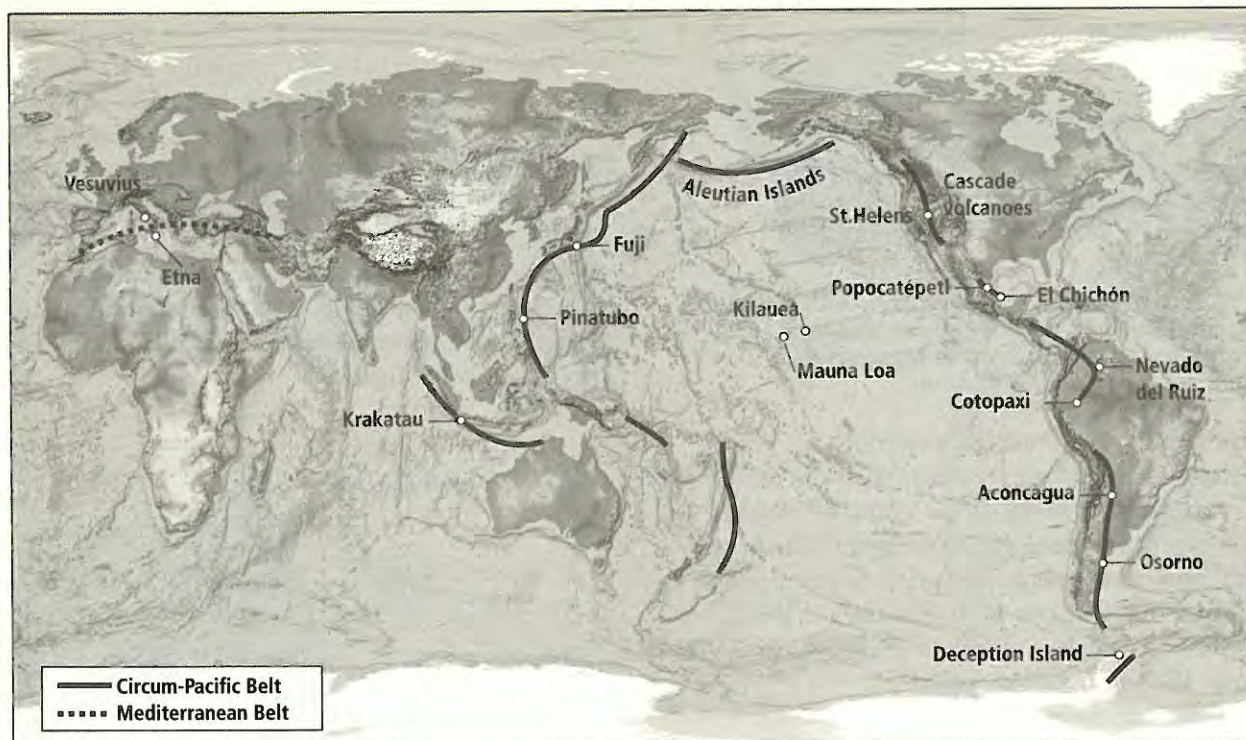 Vesuvius
Etna
Aleutian Islands
Cascade
volcanoes
St.Helens
Fuji
Popocatépetl
El Chichón
Pinatubo
Kilauea
Mauna Loa
Nevado
del Ruiz
Cotopaxi
Krakatau
Aconcagua
Osorno
Deception Island
Circum-Pacific Belt
Mediterranean Belt